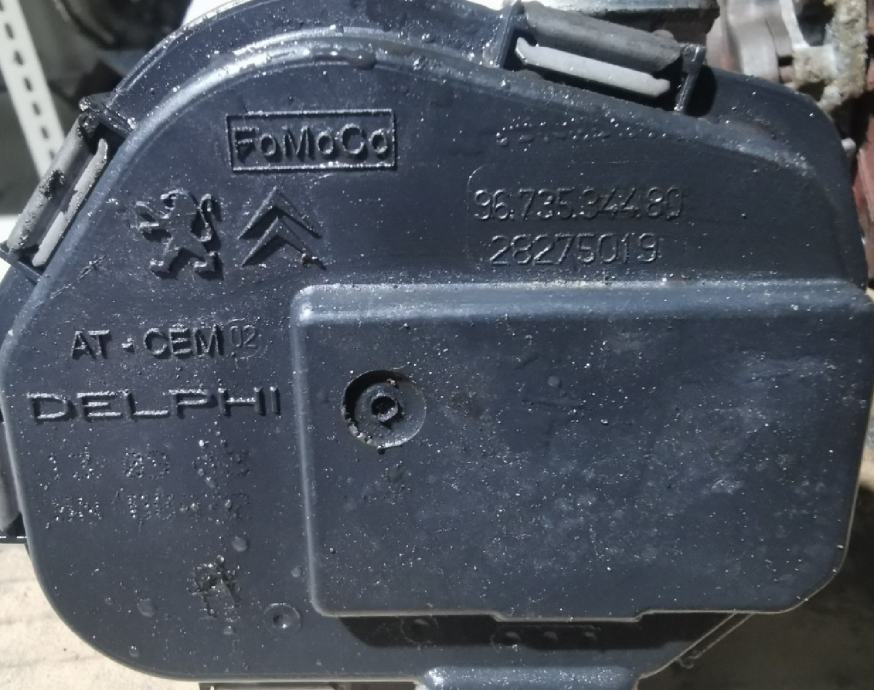 FoMoCo
96.735.344.80
28275019
AT-CEM 02
DELPHI